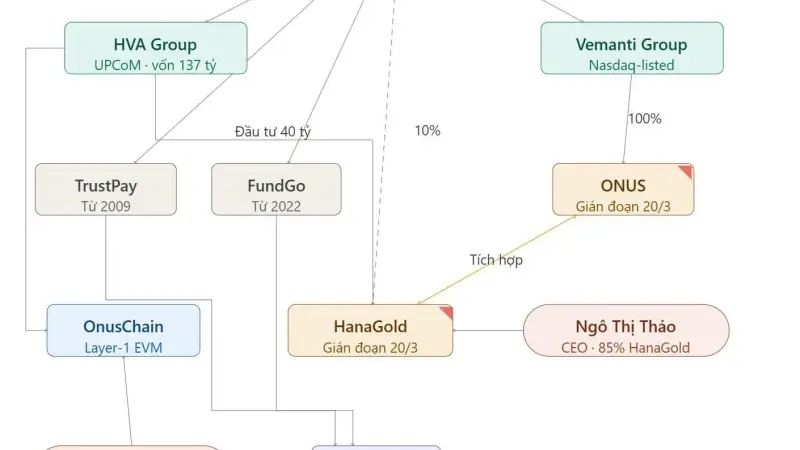 HVA Group
UPCoM · vốn 137 tỷ
Vemanti Group
Nasdaq-listed
Đầu tư 40 tỷ
10%
100%
TrustPay
Từ 2009
FundGo
Từ 2022
ONUS
Gián đoạn 20/3
Tích hợp
OnusChain
Layer-1 EVM
HanaGold
Gián đoạn 20/3
Ngô Thị Thảo
CEO · 85% HanaGold